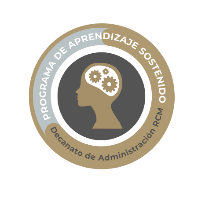 PROGRAMA DE APRENDIZAJE SOSTENIDO
Decanato de Administración RCM